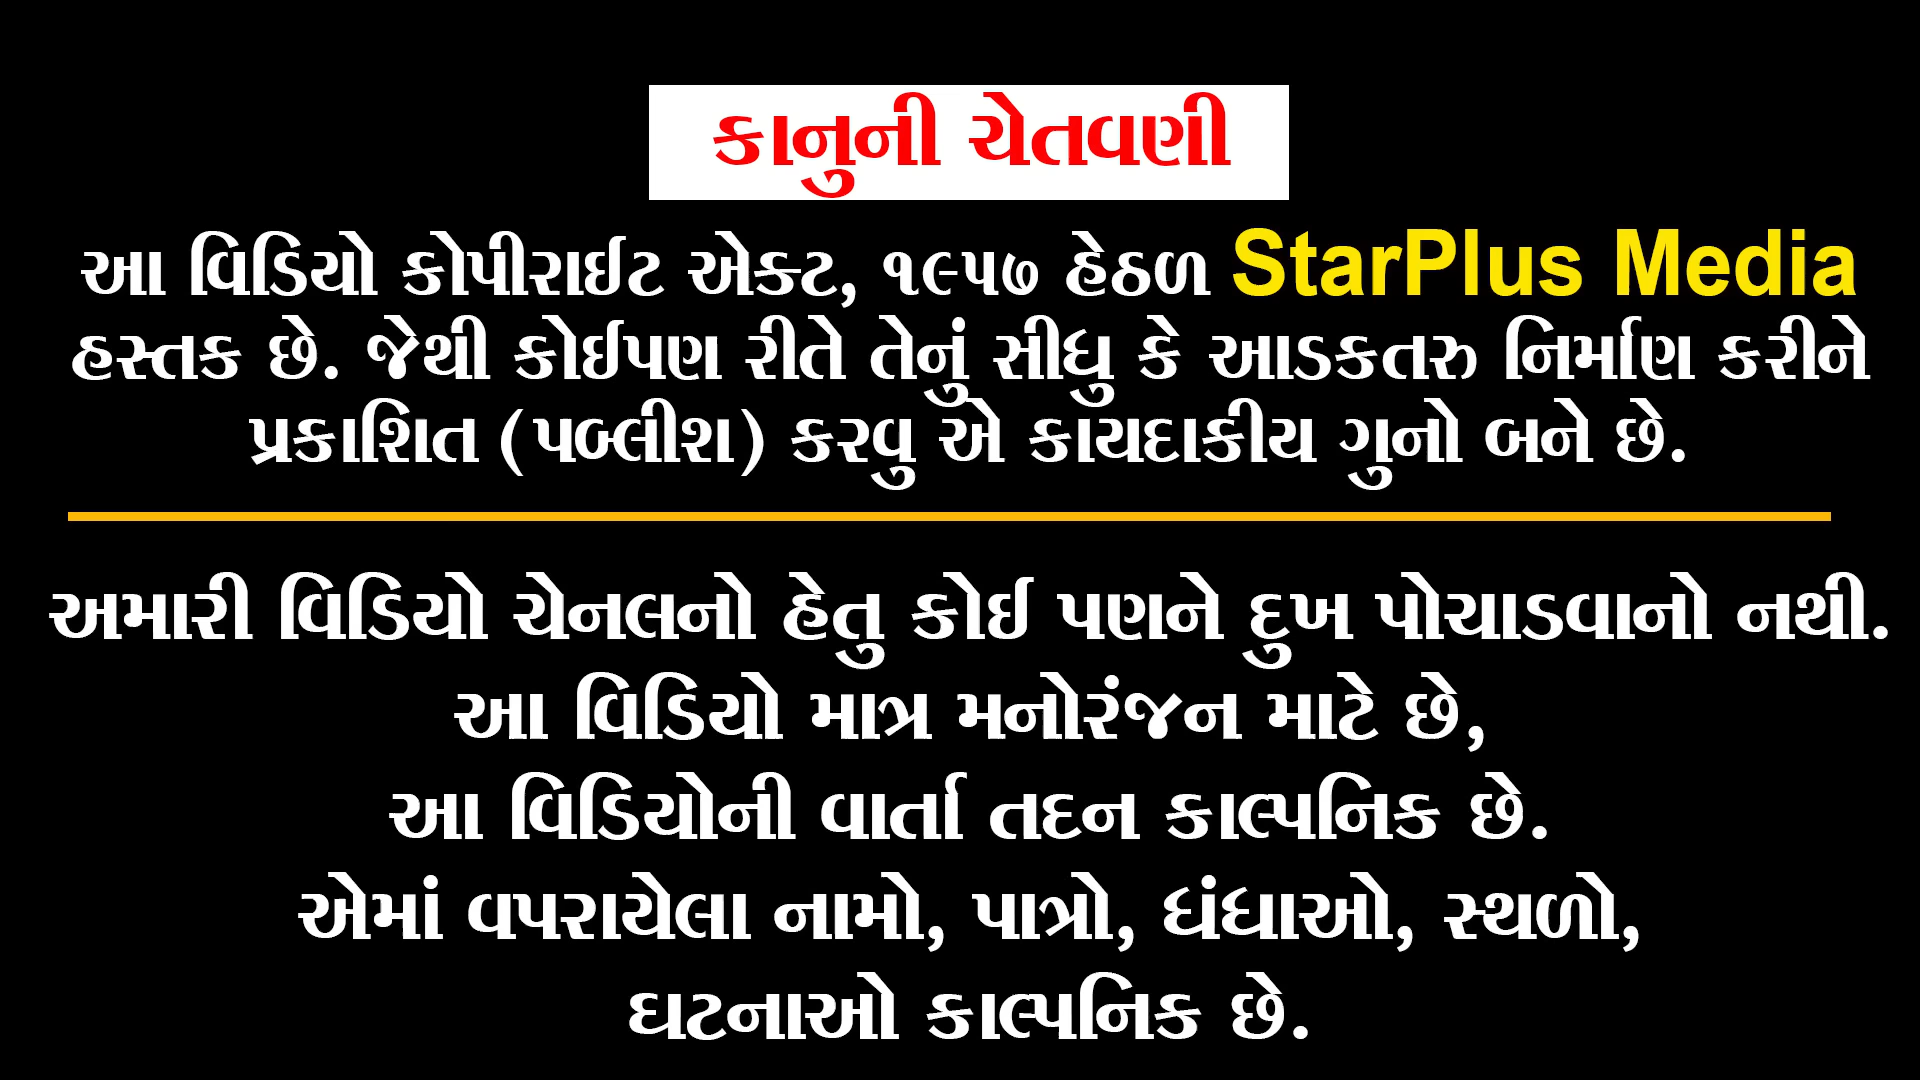 કાનુની ચેતવણી
આ વિડિયો કોપીરાઈટ એક્ટ, ૧૯૫૭ હેઠળ StarPlus Media
હસ્તક છે. જેથી કોઈપણ રીતે તેનું સીધુ કે આડકતરુ નિર્માણ કરીને
પ્રકાશિત (પબ્લીશ) કરવુ એ કાયદાકીય ગુનો બને છે.
અમારી વિડિયો ચેનલનો હેતુ કોઈ પણને દુખ પોચાડવાનો નથી.
આ વિડિયો માત્ર મનોરંજન માટે છે,
આ વિડિયોની વાર્તા તદન કાલ્પનિક છે.
એમાં વપરાયેલા નામો, પાત્રો, ધંધાઓ, સ્થળો,
ઘટનાઓ કાલ્પનિક છે.